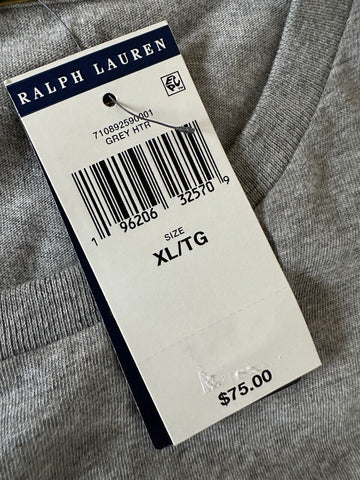 RALPH LAUREN
710892590001
GREY HTR
1 96206 32570 9
SIZE
XL/TG
$75.00